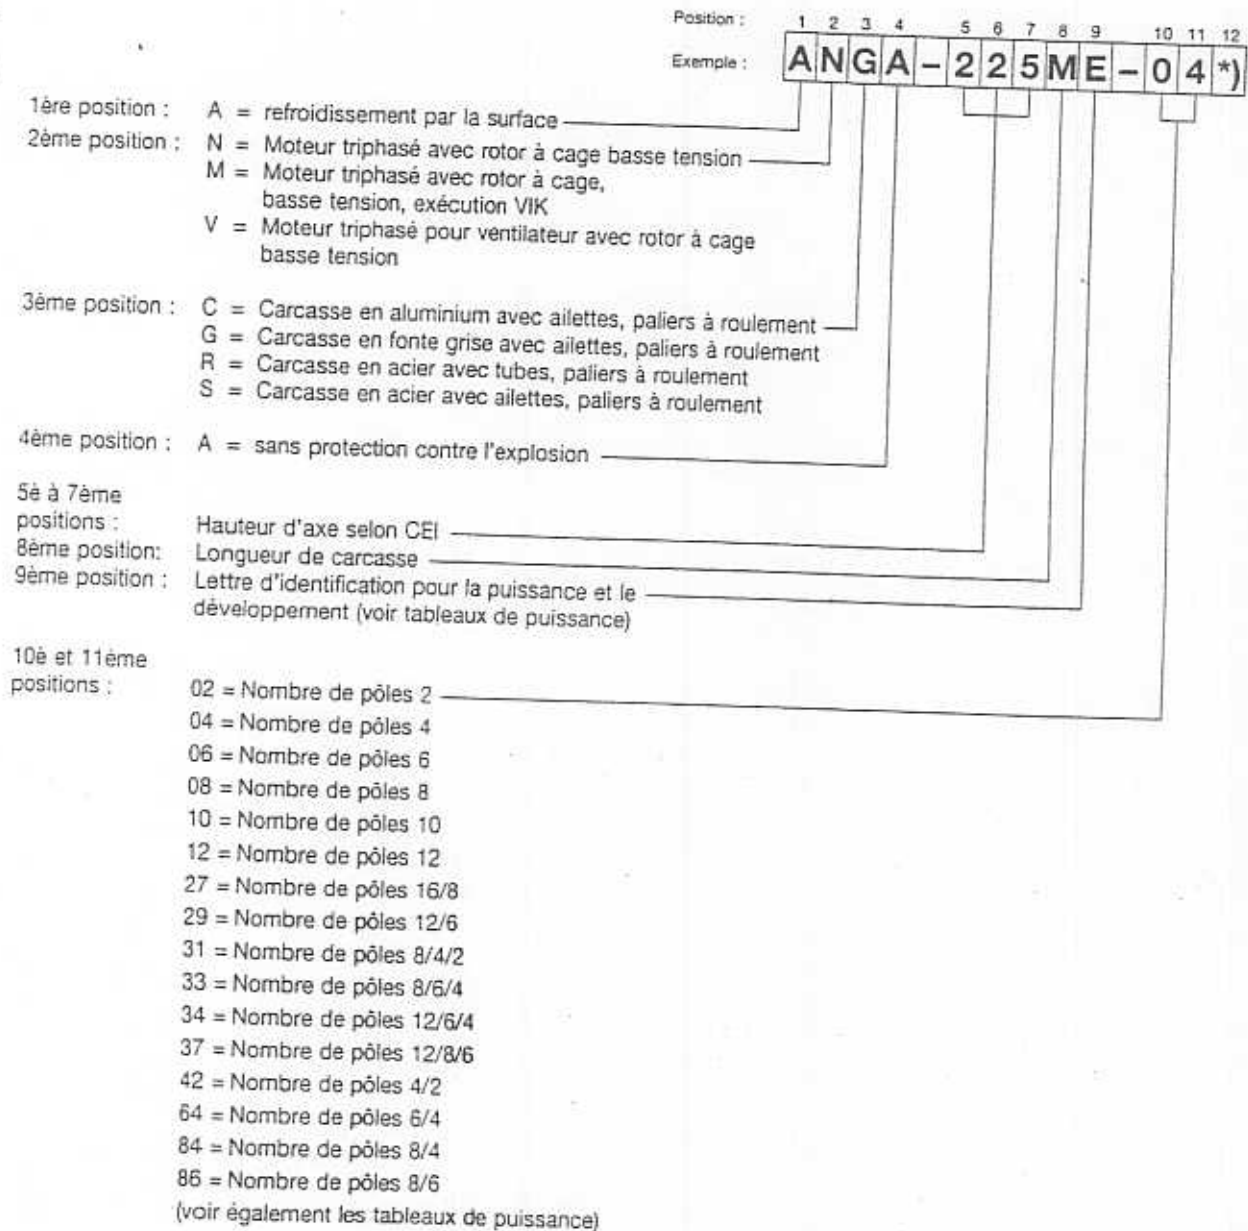 Position : 1 2 3 4 5 6 7 8 9 10 11 12
Exemple : A N G A – 2 2 5 M E – 0 4 *)
1ère position : A = refroidissement par la surface
2ème position : N = Moteur triphasé avec rotor à cage basse tension
M = Moteur triphasé avec rotor à cage,
basse tension, exécution VIK
V = Moteur triphasé pour ventilateur avec rotor à cage
basse tension
3ème position : C = Carcasse en aluminium avec ailettes, paliers à roulement
G = Carcasse en fonte grise avec ailettes, paliers à roulement
R = Carcasse en acier avec tubes, paliers à roulement
S = Carcasse en acier avec ailettes, paliers à roulement
4ème position : A = sans protection contre l'explosion
5è à 7ème
positions : Hauteur d'axe selon CEI
8ème position: Longueur de carcasse
9ème position : Lettre d'identification pour la puissance et le
développement (voir tableaux de puissance)
10è et 11ème
positions : 02 = Nombre de pôles 2
04 = Nombre de pôles 4
06 = Nombre de pôles 6
08 = Nombre de pôles 8
10 = Nombre de pôles 10
12 = Nombre de pôles 12
27 = Nombre de pôles 16/8
29 = Nombre de pôles 12/6
31 = Nombre de pôles 8/4/2
33 = Nombre de pôles 8/6/4
34 = Nombre de pôles 12/6/4
37 = Nombre de pôles 12/8/6
42 = Nombre de pôles 4/2
64 = Nombre de pôles 6/4
84 = Nombre de pôles 8/4
86 = Nombre de pôles 8/6
(voir également les tableaux de puissance)